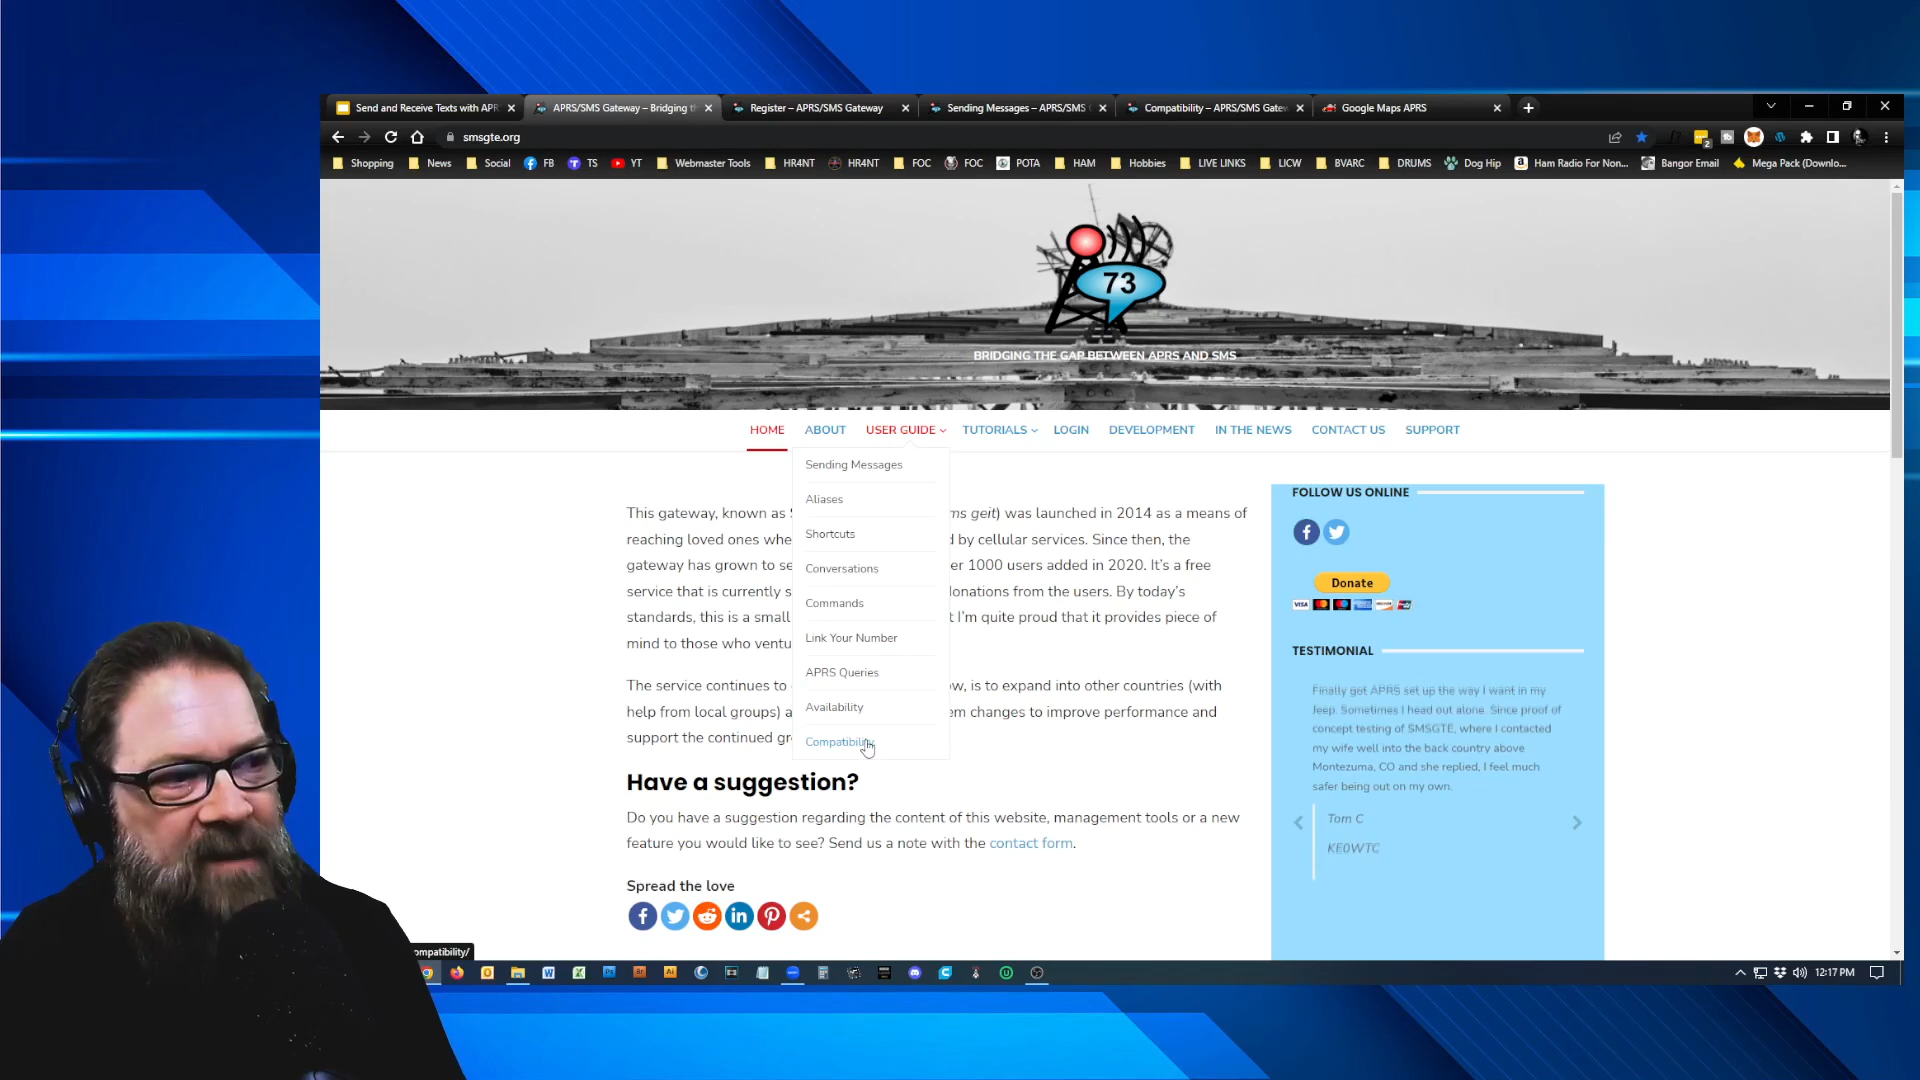 Send and Receive Texts with APR
APRS/SMS Gateway – Bridging t
Register – APRS/SMS Gateway
Sending Messages – APRS/SMS
Compatibility – APRS/SMS Gatew
Google Maps APRS
smsgte.org
2
Shopping News Social FB TS YT Webmaster Tools HR4NT HR4NT FOC FOC POTA HAM Hobbies LIVE LINKS LICW BVARC DRUMS Dog Hip Ham Radio For Non... Bangor Email Mega Pack (Downlo...
73
BRIDGING THE GAP BETWEEN APRS AND SMS
HOME ABOUT USER GUIDE TUTORIALS LOGIN DEVELOPMENT IN THE NEWS CONTACT US SUPPORT
Sending Messages
Aliases
Shortcuts
Conversations
Commands
Link Your Number
APRS Queries
Availability
Compatibility
This gateway, known as S ms geit) was launched in 2014 as a means of
reaching loved ones whe d by cellular services. Since then, the
gateway has grown to se er 1000 users added in 2020. It's a free
service that is currently s donations from the users. By today's
standards, this is a small t I'm quite proud that it provides piece of
mind to those who ventu
The service continues to ow, is to expand into other countries (with
help from local groups) a em changes to improve performance and
support the continued gr
Have a suggestion?
Do you have a suggestion regarding the content of this website, management tools or a new
feature you would like to see? Send us a note with the contact form.
Spread the love
FOLLOW US ONLINE
Donate
VISA
TESTIMONIAL
Finally got APRS set up the way I want in my
Jeep. Sometimes I head out alone. Since proof of
concept testing of SMSGTE, where I contacted
my wife well into the back country above
Montezuma, CO and she replied, I feel much
safer being out on my own.
Tom C
KE0WTC
ompatibility/
12:17 PM